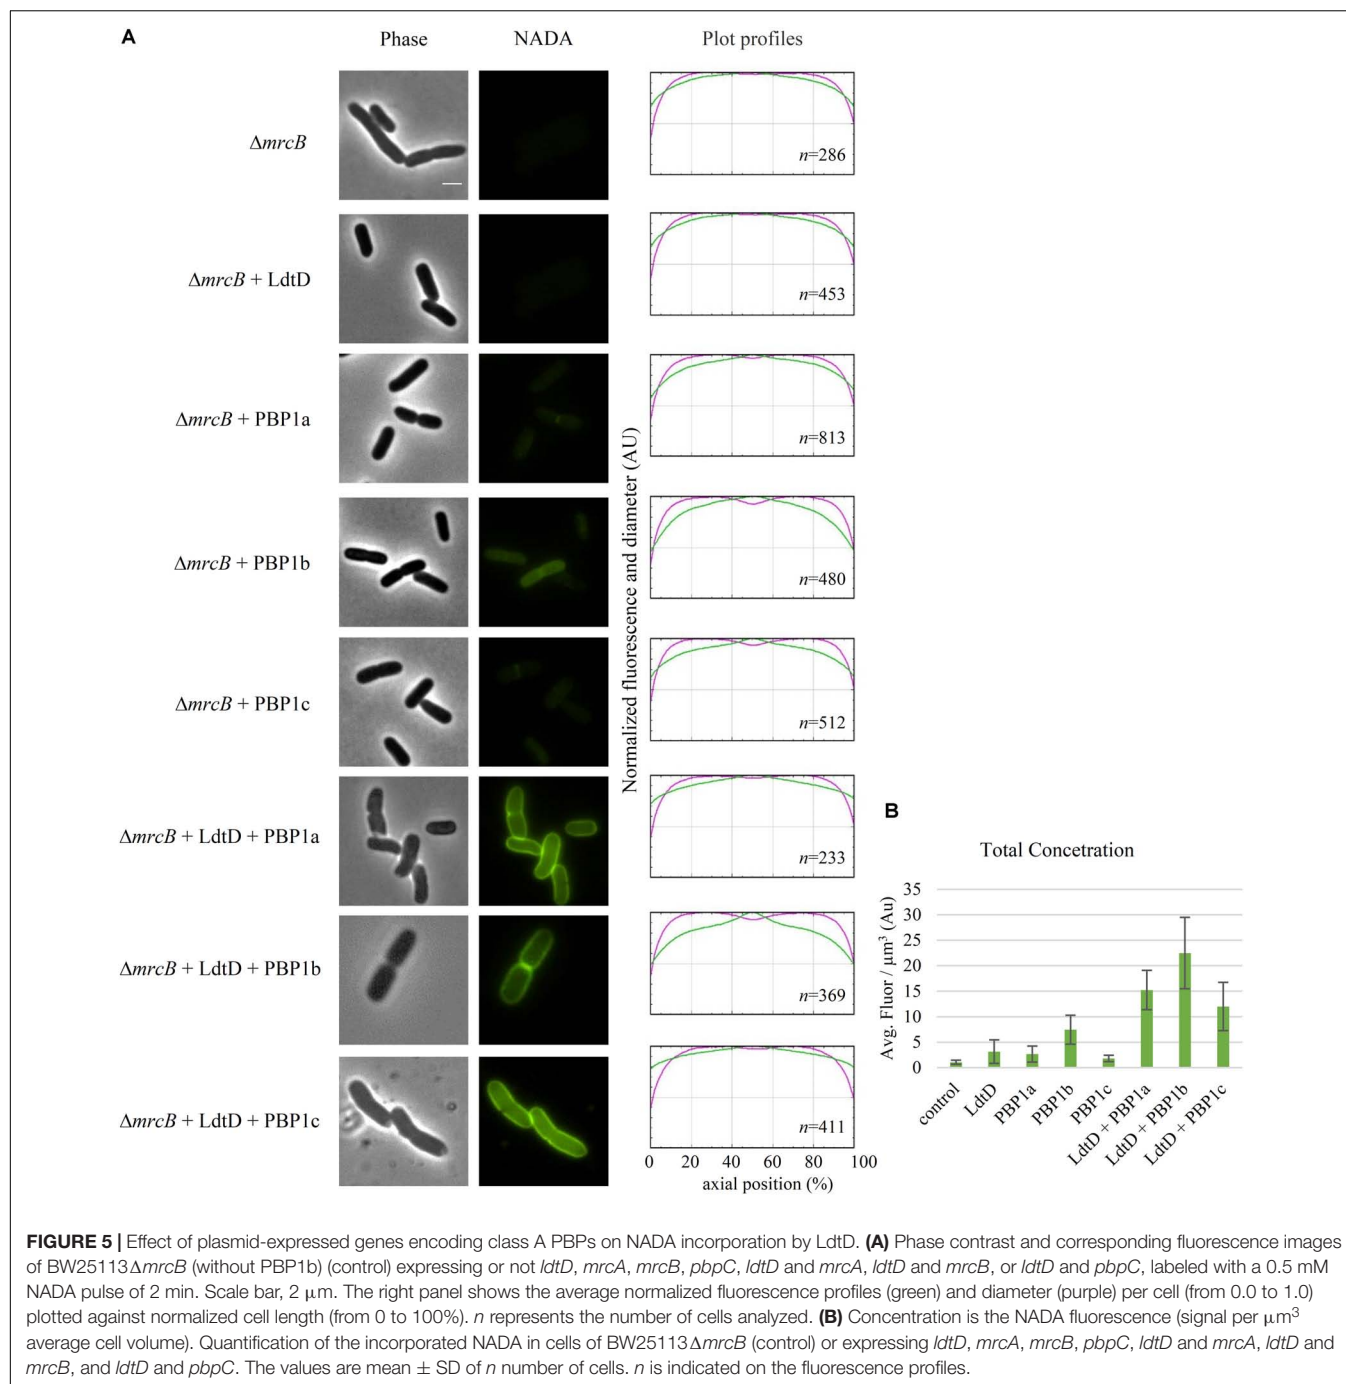 A
Phase NADA Plot profiles
ΔmrcB
n=286
ΔmrcB + LdtD
n=453
ΔmrcB + PBP1a
n=813
ΔmrcB + PBP1b
n=480
ΔmrcB + PBP1c
n=512
ΔmrcB + LdtD + PBP1a
n=233
ΔmrcB + LdtD + PBP1b
n=369
ΔmrcB + LdtD + PBP1c
n=411
Normalized fluorescence and diameter (AU)
0 20 40 60 80 100
axial position (%)
B
Total Concetration
Avg. Fluor / μm³ (Au)
35
30
25
20
15
10
5
0
control
LdtD
PBP1a
PBP1b
PBP1c
LdtD + PBP1a
LdtD + PBP1b
LdtD + PBP1c
FIGURE 5 | Effect of plasmid-expressed genes encoding class A PBPs on NADA incorporation by LdtD. (A) Phase contrast and corresponding fluorescence images
of BW25113ΔmrcB (without PBP1b) (control) expressing or not ldtD, mrcA, mrcB, pbpC, ldtD and mrcA, ldtD and mrcB, or ldtD and pbpC, labeled with a 0.5 mM
NADA pulse of 2 min. Scale bar, 2 μm. The right panel shows the average normalized fluorescence profiles (green) and diameter (purple) per cell (from 0.0 to 1.0)
plotted against normalized cell length (from 0 to 100%). n represents the number of cells analyzed. (B) Concentration is the NADA fluorescence (signal per μm³
average cell volume). Quantification of the incorporated NADA in cells of BW25113ΔmrcB (control) or expressing ldtD, mrcA, mrcB, pbpC, ldtD and mrcA, ldtD and
mrcB, and ldtD and pbpC. The values are mean ± SD of n number of cells. n is indicated on the fluorescence profiles.